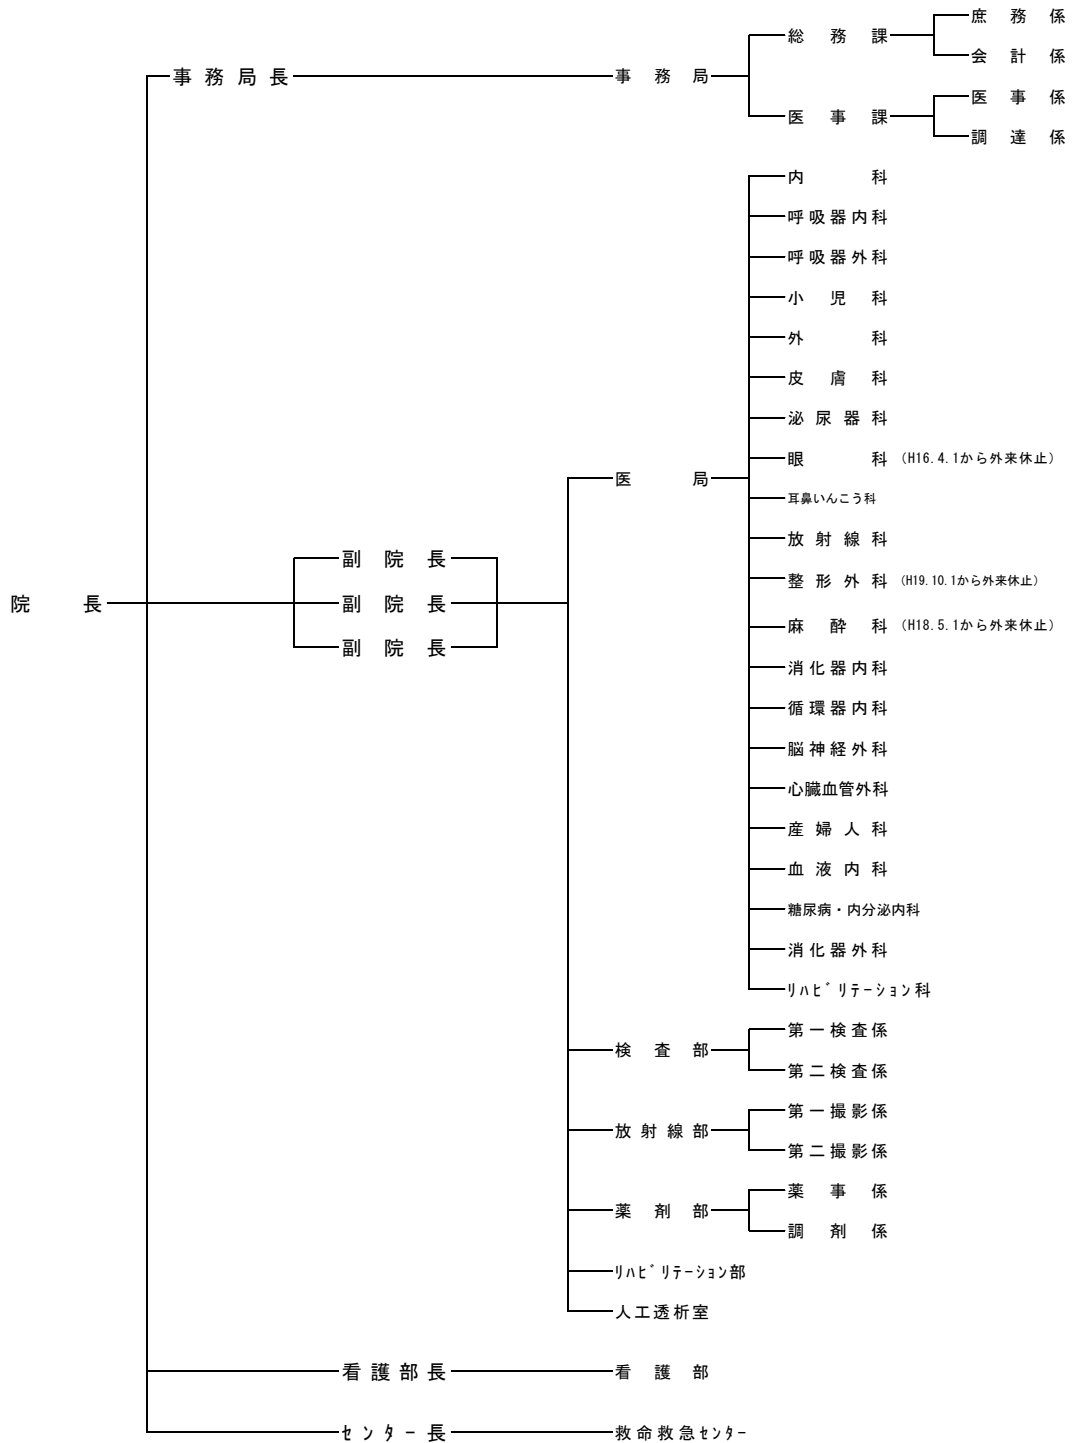 庶務係
総務課
会計係
事務局長
事務局
医事係
医事課
調達係
内科
呼吸器内科
呼吸器外科
小児科
外科
皮膚科
泌尿器科
眼科 (H16.4.1から外来休止)
医局
耳鼻いんこう科
放射線科
副院長
整形外科 (H19.10.1から外来休止)
院長
副院長
麻酔科 (H18.5.1から外来休止)
副院長
消化器内科
循環器内科
脳神経外科
心臓血管外科
産婦人科
血液内科
糖尿病・内分泌内科
消化器外科
ﾘﾊﾋﾞﾘﾃｰｼｮﾝ科
第一検査係
検査部
第二検査係
第一撮影係
放射線部
第二撮影係
薬事係
薬剤部
調剤係
ﾘﾊﾋﾞﾘﾃｰｼｮﾝ部
人工透析室
看護部長
看護部
ｾﾝﾀｰ長
救命救急ｾﾝﾀｰ